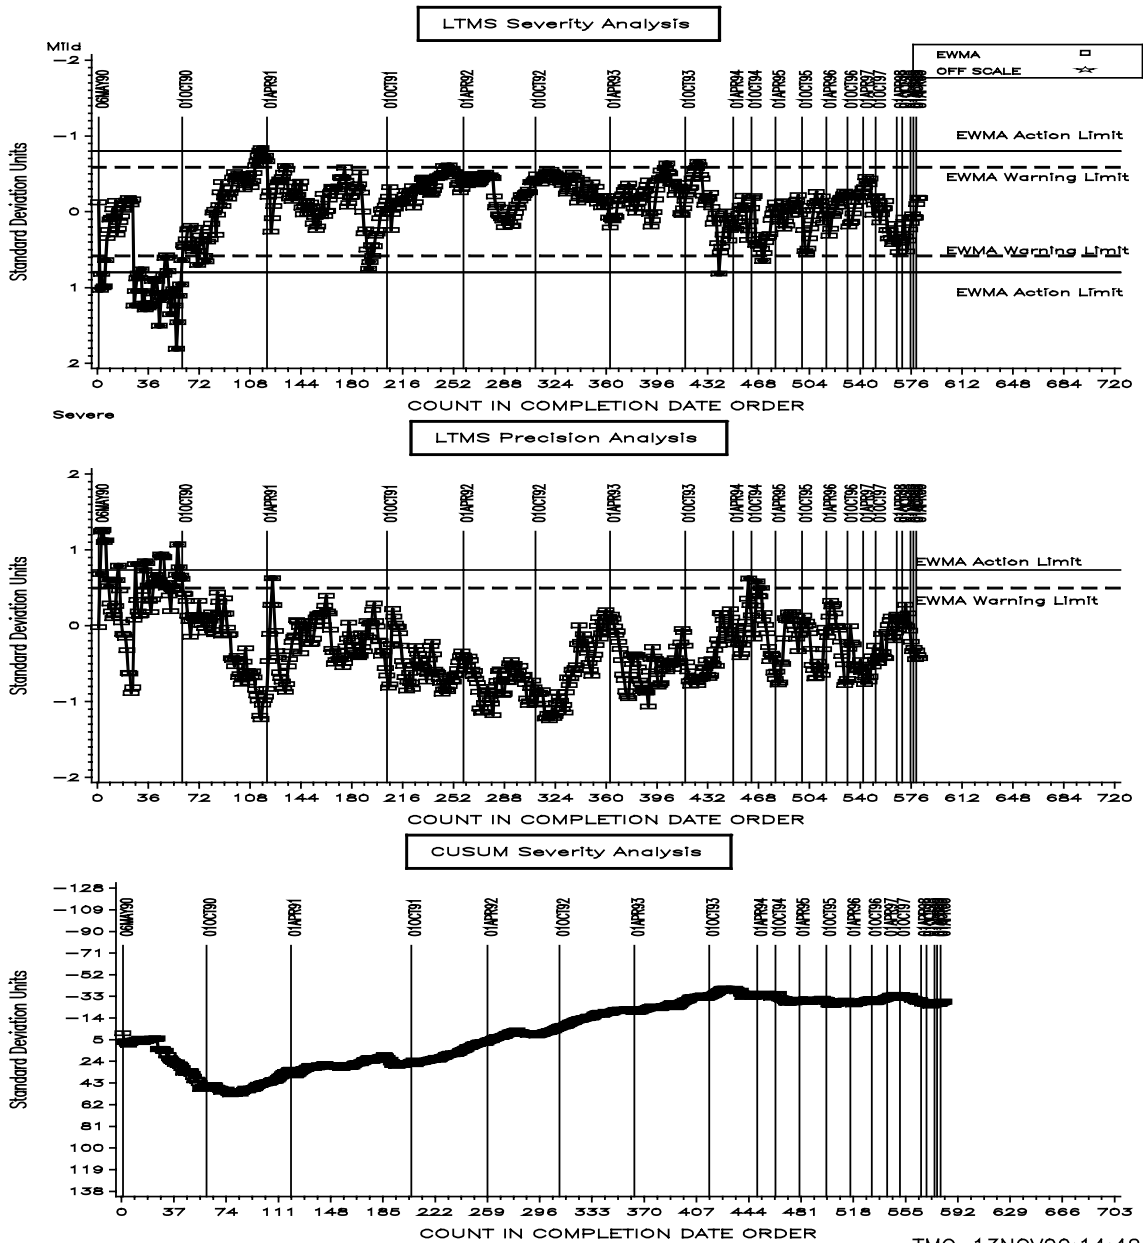 LTMS Severity Analysis
Mild
EWMA
OFF SCALE
-2
-1
0
1
2
Standard Deviation Units
06MAY90 01OCT90 01APR91 01OCT91 01APR92 01OCT92 01APR93 01OCT93 01APR94 01OCT94 01APR95 01OCT95 01APR96 01OCT96 01APR97 01OCT97
EWMA Action Limit
EWMA Warning Limit
EWMA Warning Limit
EWMA Action Limit
0 36 72 108 144 180 216 252 288 324 360 396 432 468 504 540 576 612 648 684 720
COUNT IN COMPLETION DATE ORDER
Severe
LTMS Precision Analysis
2
1
0
-1
-2
Standard Deviation Units
06MAY90 01OCT90 01APR91 01OCT91 01APR92 01OCT92 01APR93 01OCT93 01APR94 01OCT94 01APR95 01OCT95 01APR96 01OCT96 01APR97 01OCT97
EWMA Action Limit
EWMA Warning Limit
0 36 72 108 144 180 216 252 288 324 360 396 432 468 504 540 576 612 648 684 720
COUNT IN COMPLETION DATE ORDER
CUSUM Severity Analysis
-128
-109
-90
-71
-52
-33
-14
5
24
43
62
81
100
119
138
Standard Deviation Units
06MAY90 01OCT90 01APR91 01OCT91 01APR92 01OCT92 01APR93 01OCT93 01APR94 01OCT94 01APR95 01OCT95 01APR96 01OCT96 01APR97 01OCT97
0 37 74 111 148 185 222 259 296 333 370 407 444 481 518 555 592 629 666 703
COUNT IN COMPLETION DATE ORDER